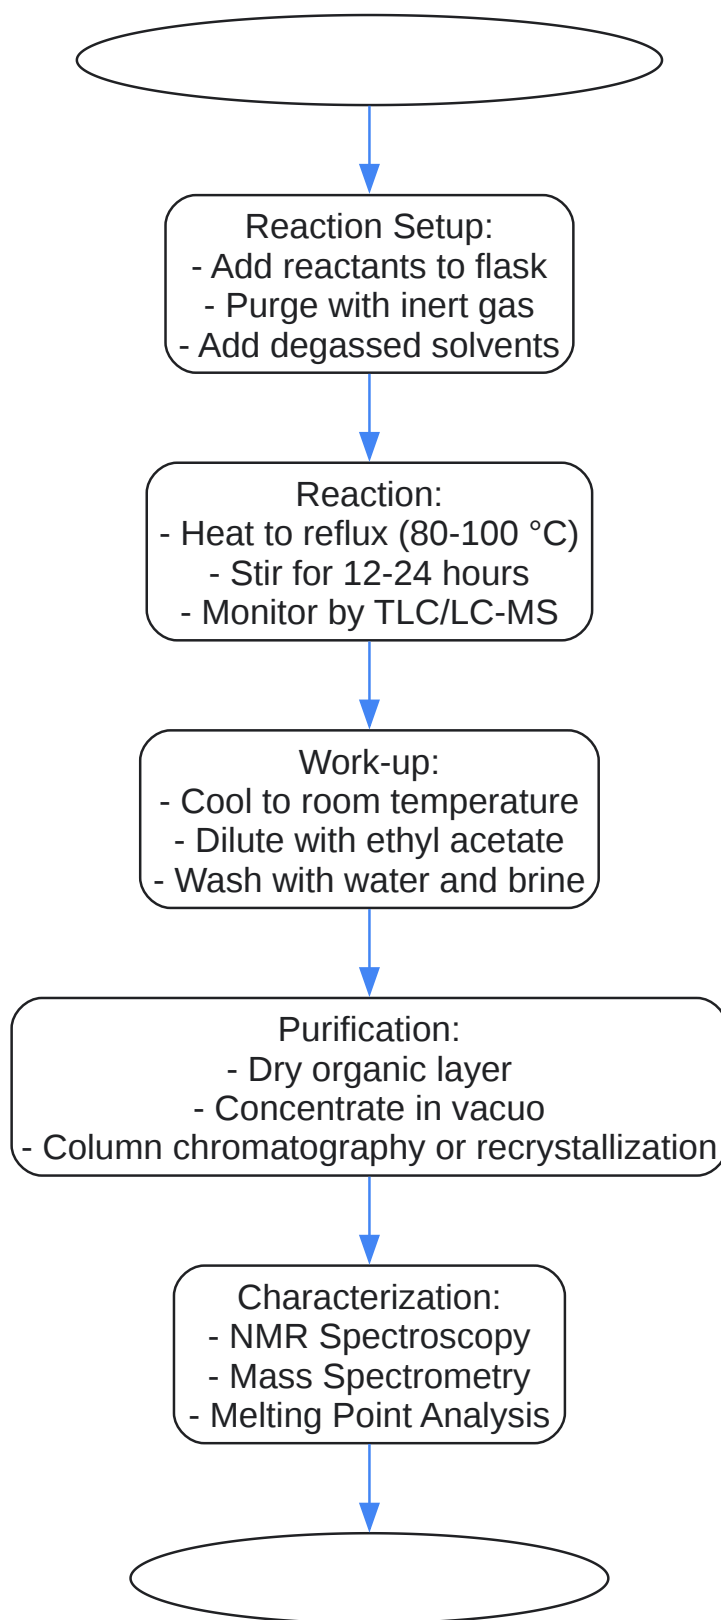 Reaction Setup:
- Add reactants to flask
- Purge with inert gas
- Add degassed solvents
Reaction:
- Heat to reflux (80-100 °C)
- Stir for 12-24 hours
- Monitor by TLC/LC-MS
Work-up:
- Cool to room temperature
- Dilute with ethyl acetate
- Wash with water and brine
Purification:
- Dry organic layer
- Concentrate in vacuo
- Column chromatography or recrystallization
Characterization:
- NMR Spectroscopy
- Mass Spectrometry
- Melting Point Analysis